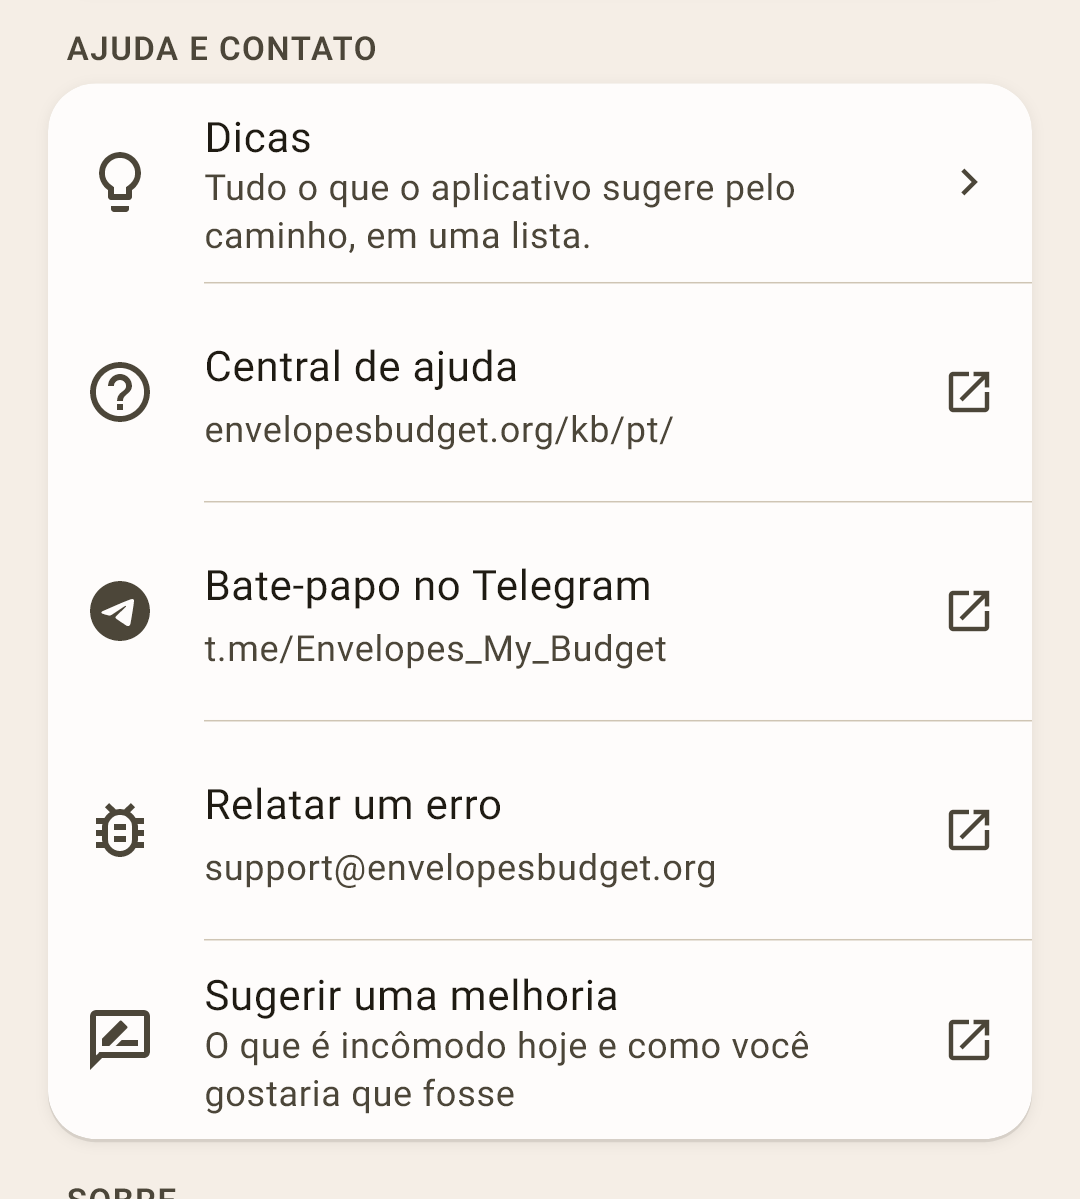 AJUDA E CONTATO
Dicas
Tudo o que o aplicativo sugere pelo
caminho, em uma lista.
Central de ajuda
envelopesbudget.org/kb/pt/
Bate-papo no Telegram
t.me/Envelopes_My_Budget
Relatar um erro
support@envelopesbudget.org
Sugerir uma melhoria
O que é incômodo hoje e como você
gostaria que fosse
SOBRE